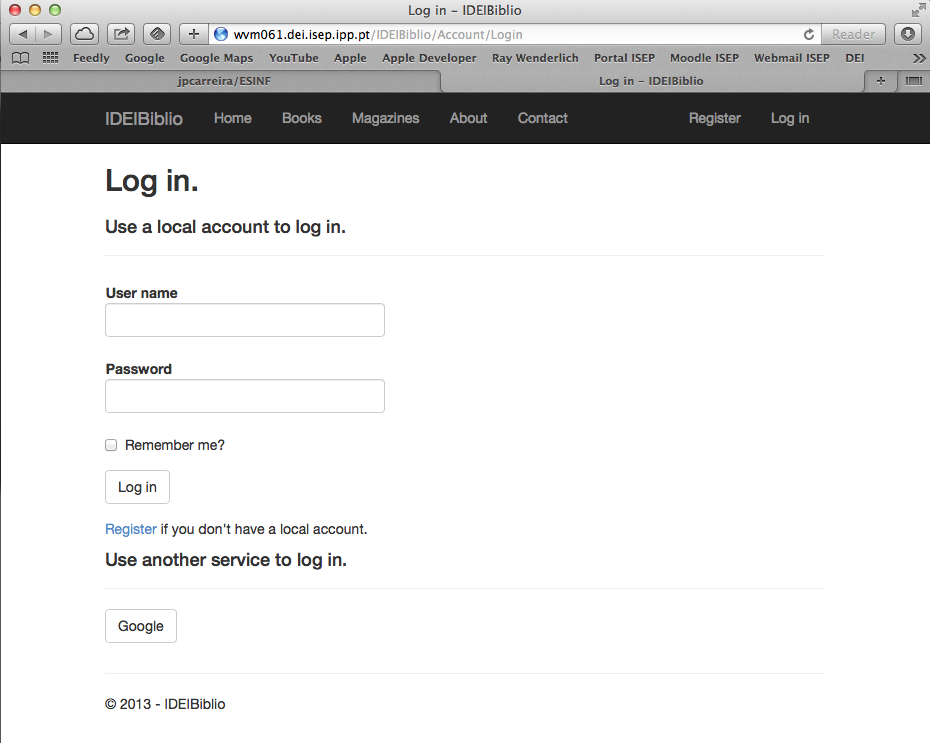 Log in – IDEIBiblio
wvm061.dei.isep.ipp.pt/IDEIBiblio/Account/Login
Reader
Feedly Google Google Maps YouTube Apple Apple Developer Ray Wenderlich Portal ISEP Moodle ISEP Webmail ISEP DEI
jpcarreira/ESINF
Log in – IDEIBiblio
IDEIBiblio Home Books Magazines About Contact Register Log in
Log in.
Use a local account to log in.
User name
Password
Remember me?
Log in
Register if you don't have a local account.
Use another service to log in.
Google
© 2013 - IDEIBiblio